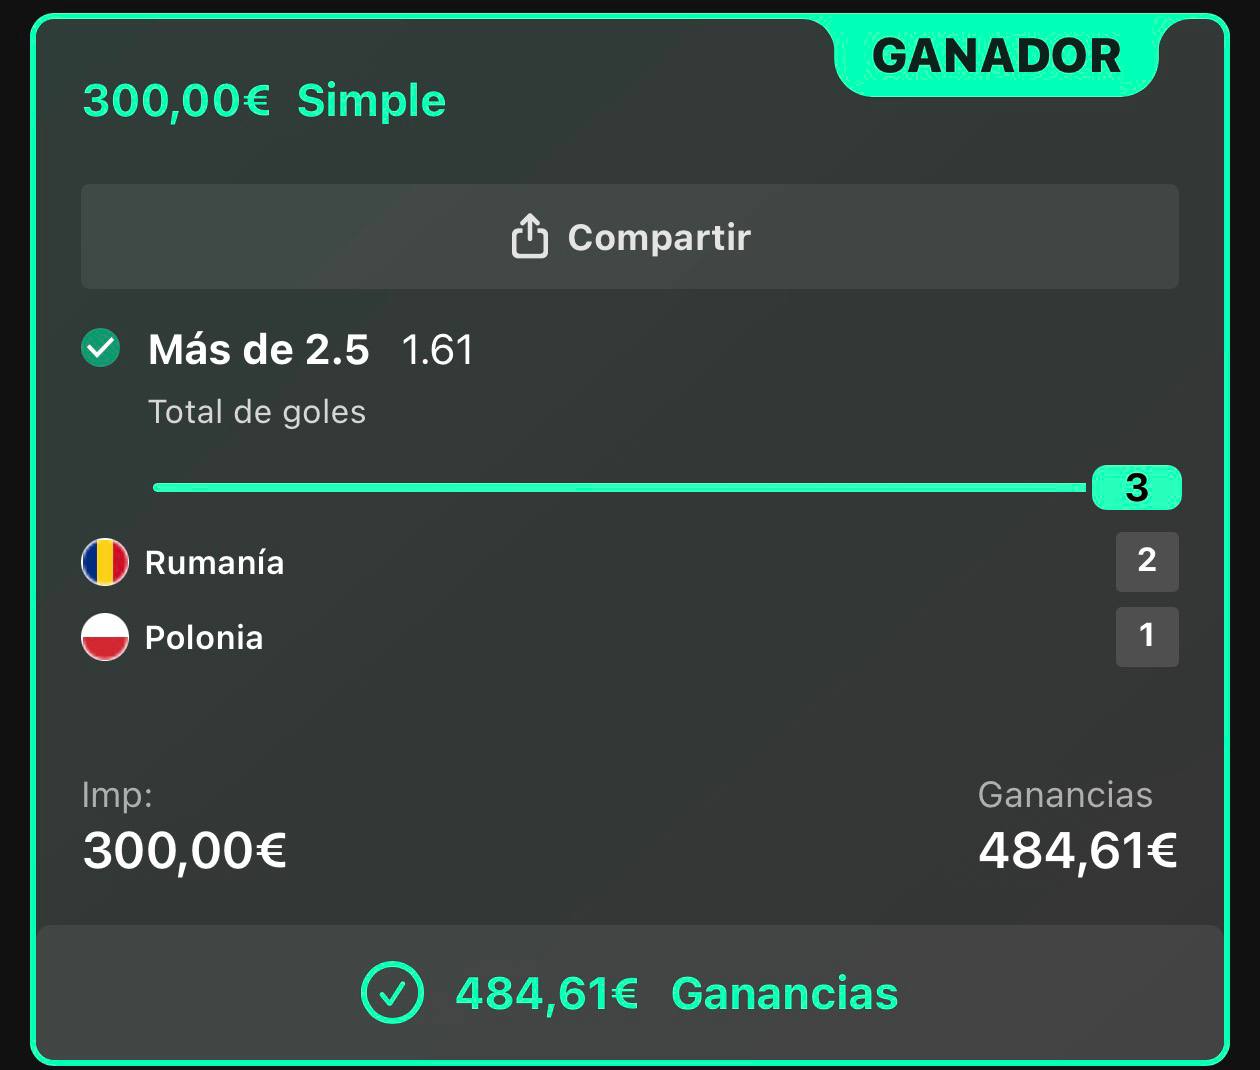 GANADOR
300,00€ Simple
Compartir
Más de 2.5 1.61
Total de goles
3
Rumanía 2
Polonia 1
Imp: Ganancias
300,00€ 484,61€
484,61€ Ganancias